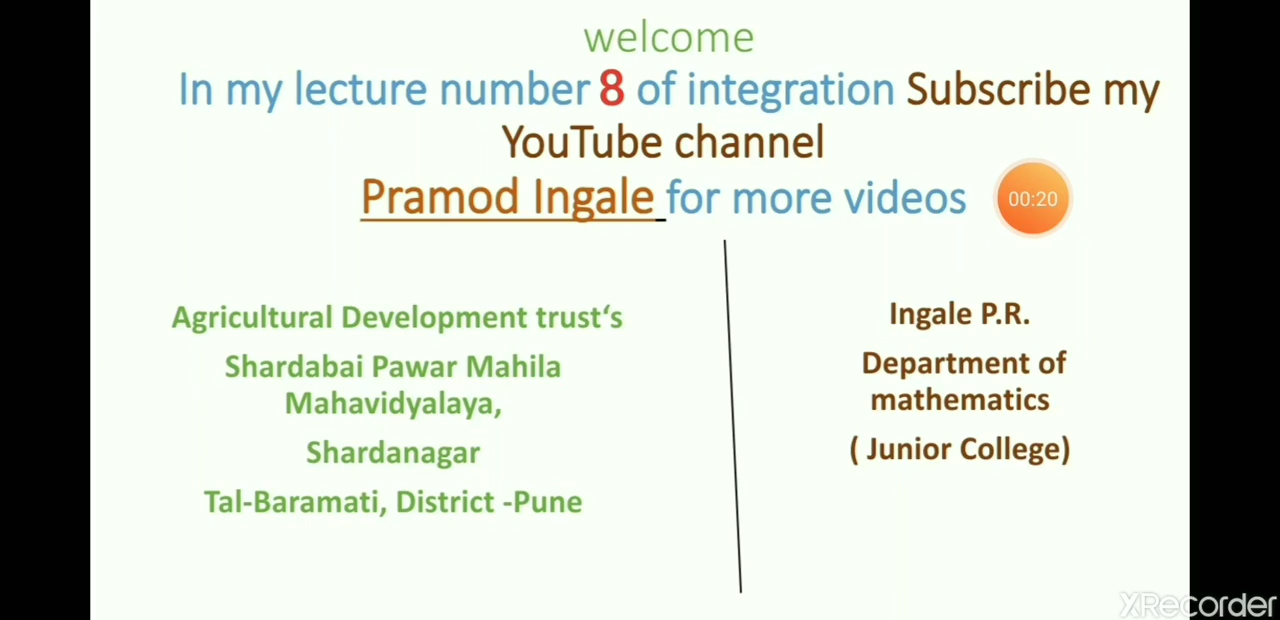 welcome
In my lecture number 8 of integration Subscribe my
YouTube channel
Pramod Ingale for more videos
00:20
Agricultural Development trust‘s
Shardabai Pawar Mahila
Mahavidyalaya,
Shardanagar
Tal-Baramati, District -Pune
Ingale P.R.
Department of
mathematics
( Junior College)
XRecorder